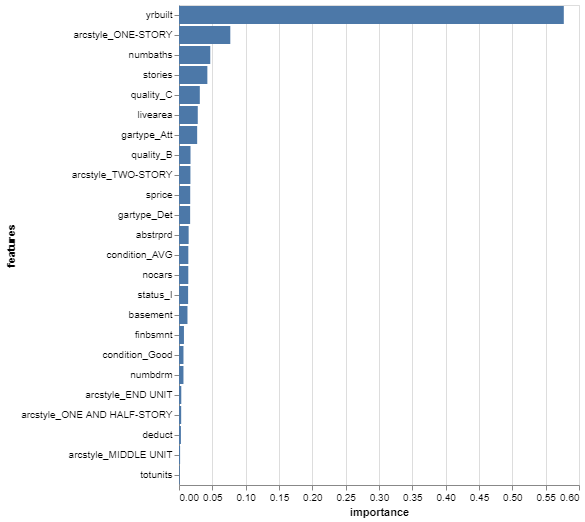 yrbuilt
arcstyle_ONE-STORY
numbaths
stories
quality_C
livearea
gartype_Att
quality_B
arcstyle_TWO-STORY
sprice
gartype_Det
abstrprd
condition_AVG
nocars
status_I
basement
finbsmnt
condition_Good
numbdrm
arcstyle_END UNIT
arcstyle_ONE AND HALF-STORY
deduct
arcstyle_MIDDLE UNIT
totunits
features
0.00 0.05 0.10 0.15 0.20 0.25 0.30 0.35 0.40 0.45 0.50 0.55 0.60
importance